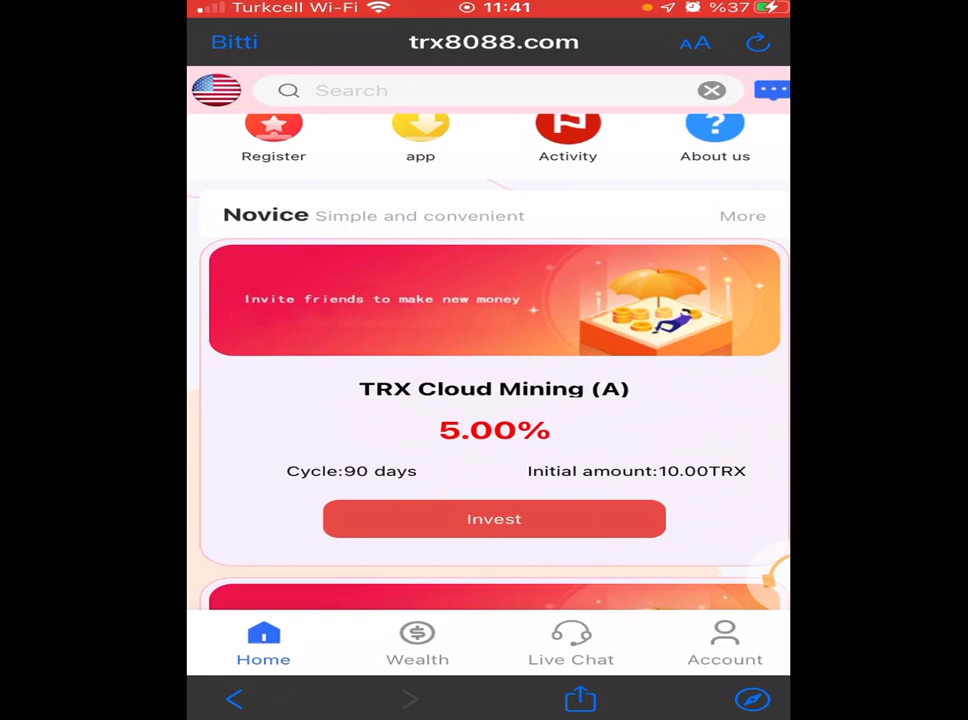 Turkcell Wi-Fi 11:41 %37
Bitti trx8088.com AA
Search
Register app Activity About us
Novice Simple and convenient More
Invite friends to make new money
TRX Cloud Mining (A)
5.00%
Cycle:90 days Initial amount:10.00TRX
Invest
Home Wealth Live Chat Account